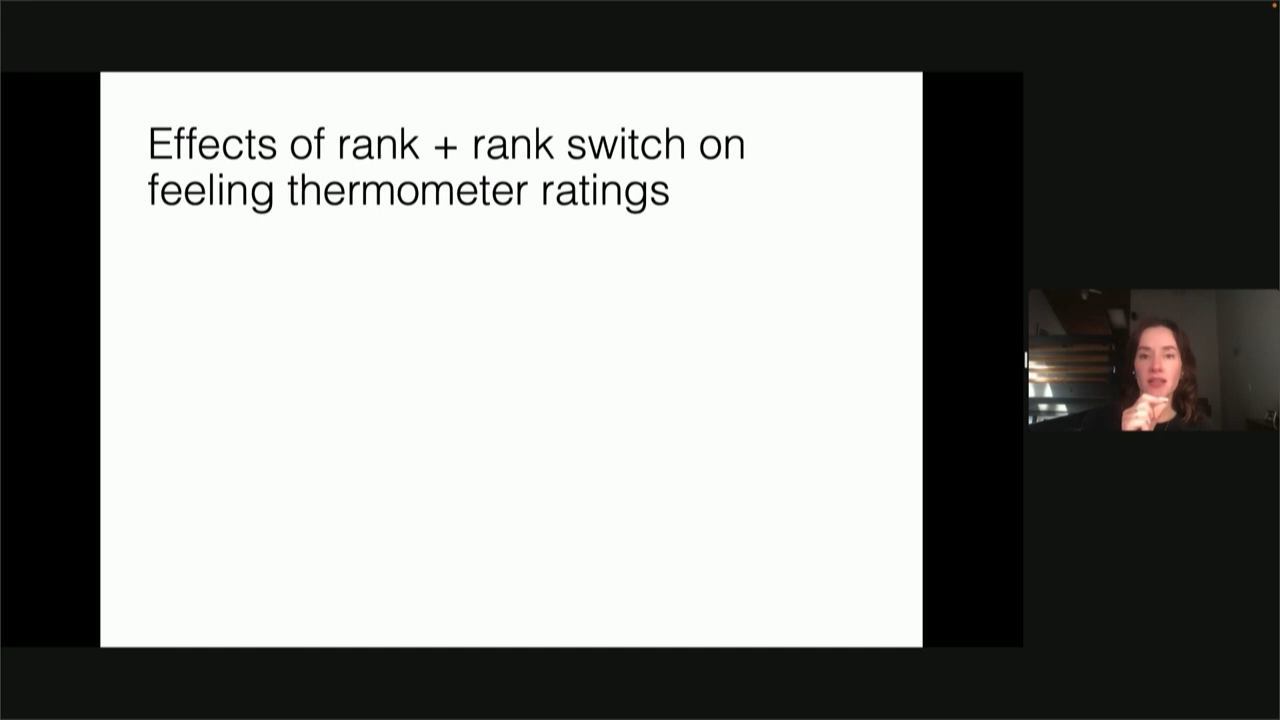 Effects of rank + rank switch on
feeling thermometer ratings